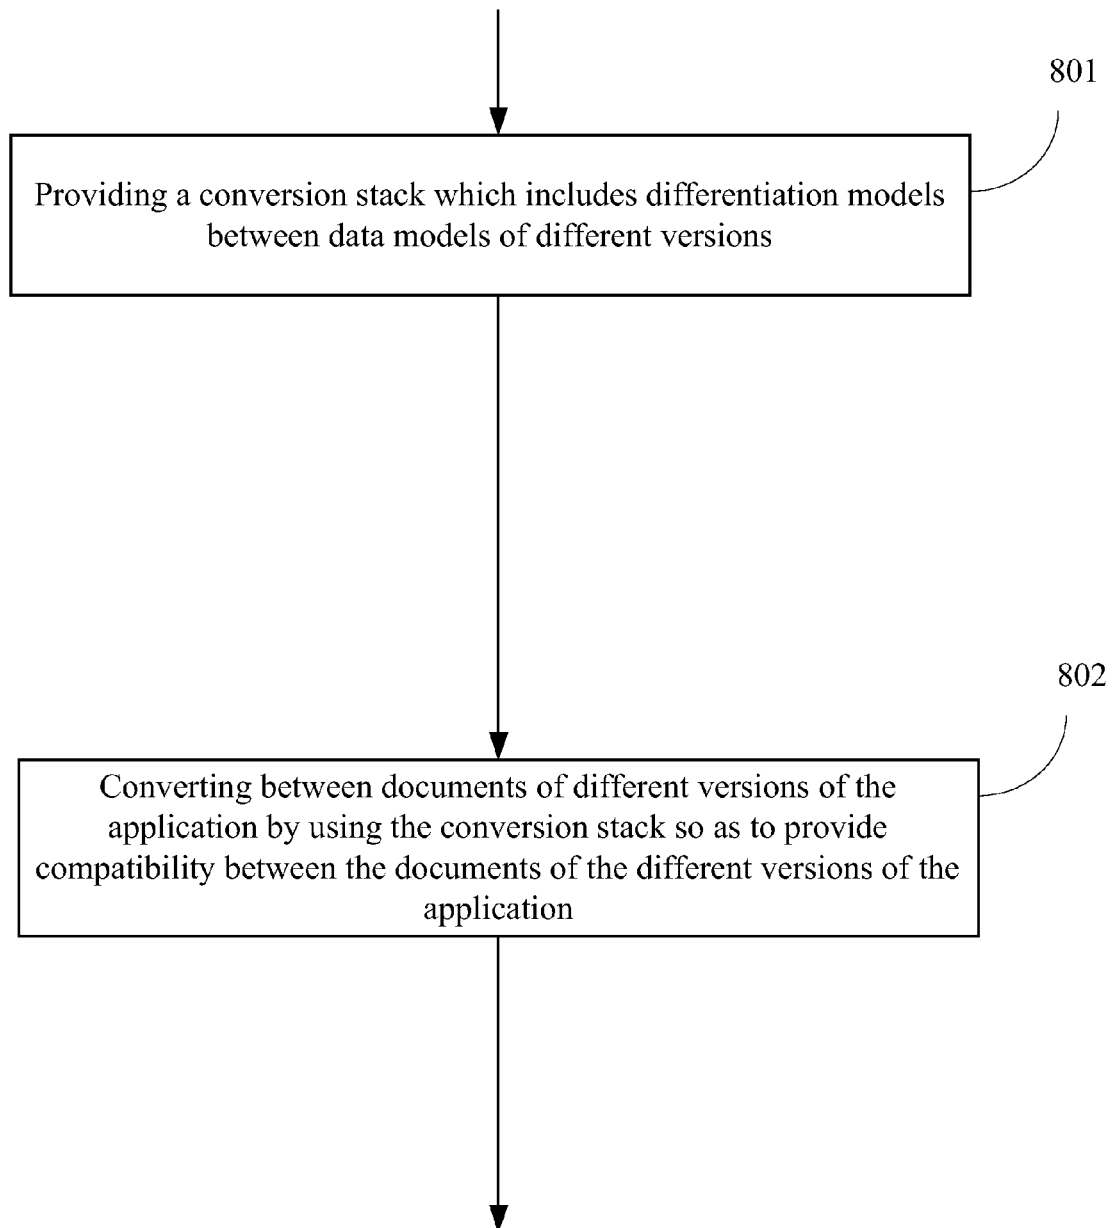 801
Providing a conversion stack which includes differentiation models
between data models of different versions
802
Converting between documents of different versions of the
application by using the conversion stack so as to provide
compatibility between the documents of the different versions of the
application